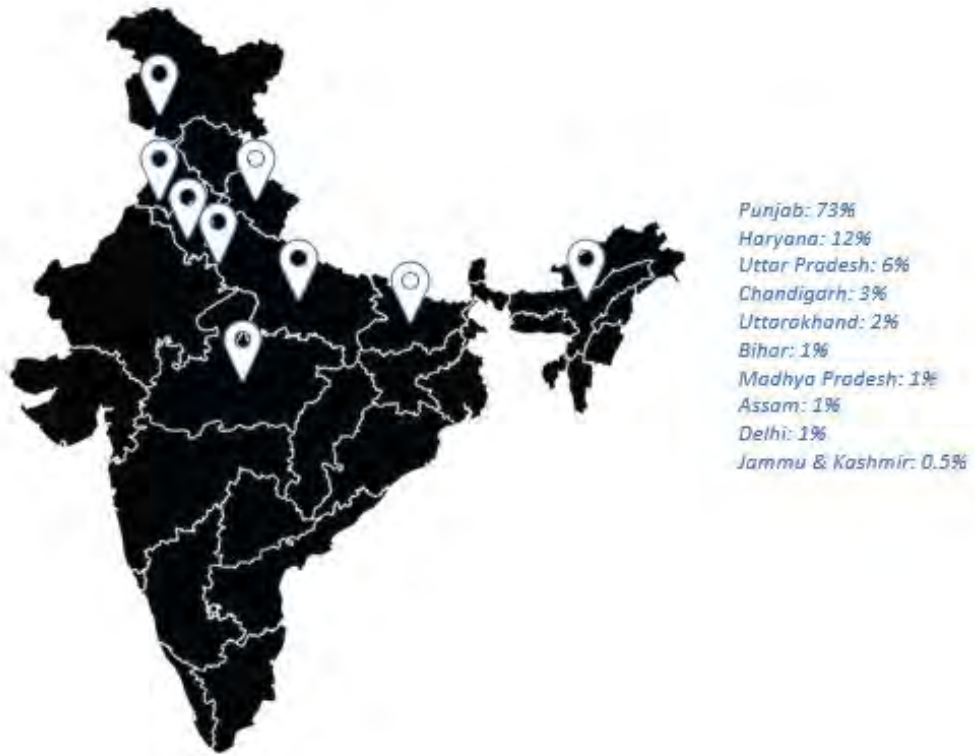 Punjab: 73%
Haryana: 12%
Uttar Pradesh: 6%
Chandigarh: 3%
Uttarakhand: 2%
Bihar: 1%
Madhya Pradesh: 1%
Assam: 1%
Delhi: 1%
Jammu & Kashmir: 0.5%